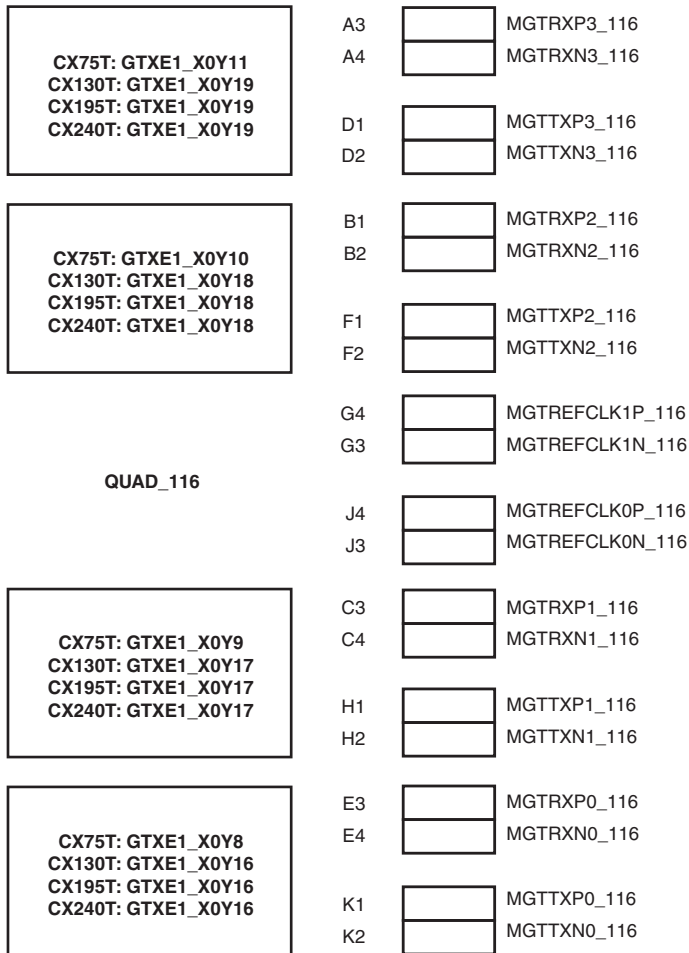 A3 MGTRXP3_116
A4 MGTRXN3_116
CX75T: GTXE1_X0Y11
CX130T: GTXE1_X0Y19
CX195T: GTXE1_X0Y19
CX240T: GTXE1_X0Y19
D1 MGTTXP3_116
D2 MGTTXN3_116
B1 MGTRXP2_116
B2 MGTRXN2_116
CX75T: GTXE1_X0Y10
CX130T: GTXE1_X0Y18
CX195T: GTXE1_X0Y18
CX240T: GTXE1_X0Y18
F1 MGTTXP2_116
F2 MGTTXN2_116
G4 MGTREFCLK1P_116
G3 MGTREFCLK1N_116
QUAD_116
J4 MGTREFCLK0P_116
J3 MGTREFCLK0N_116
C3 MGTRXP1_116
C4 MGTRXN1_116
CX75T: GTXE1_X0Y9
CX130T: GTXE1_X0Y17
CX195T: GTXE1_X0Y17
CX240T: GTXE1_X0Y17
H1 MGTTXP1_116
H2 MGTTXN1_116
E3 MGTRXP0_116
E4 MGTRXN0_116
CX75T: GTXE1_X0Y8
CX130T: GTXE1_X0Y16
CX195T: GTXE1_X0Y16
CX240T: GTXE1_X0Y16
K1 MGTTXP0_116
K2 MGTTXN0_116